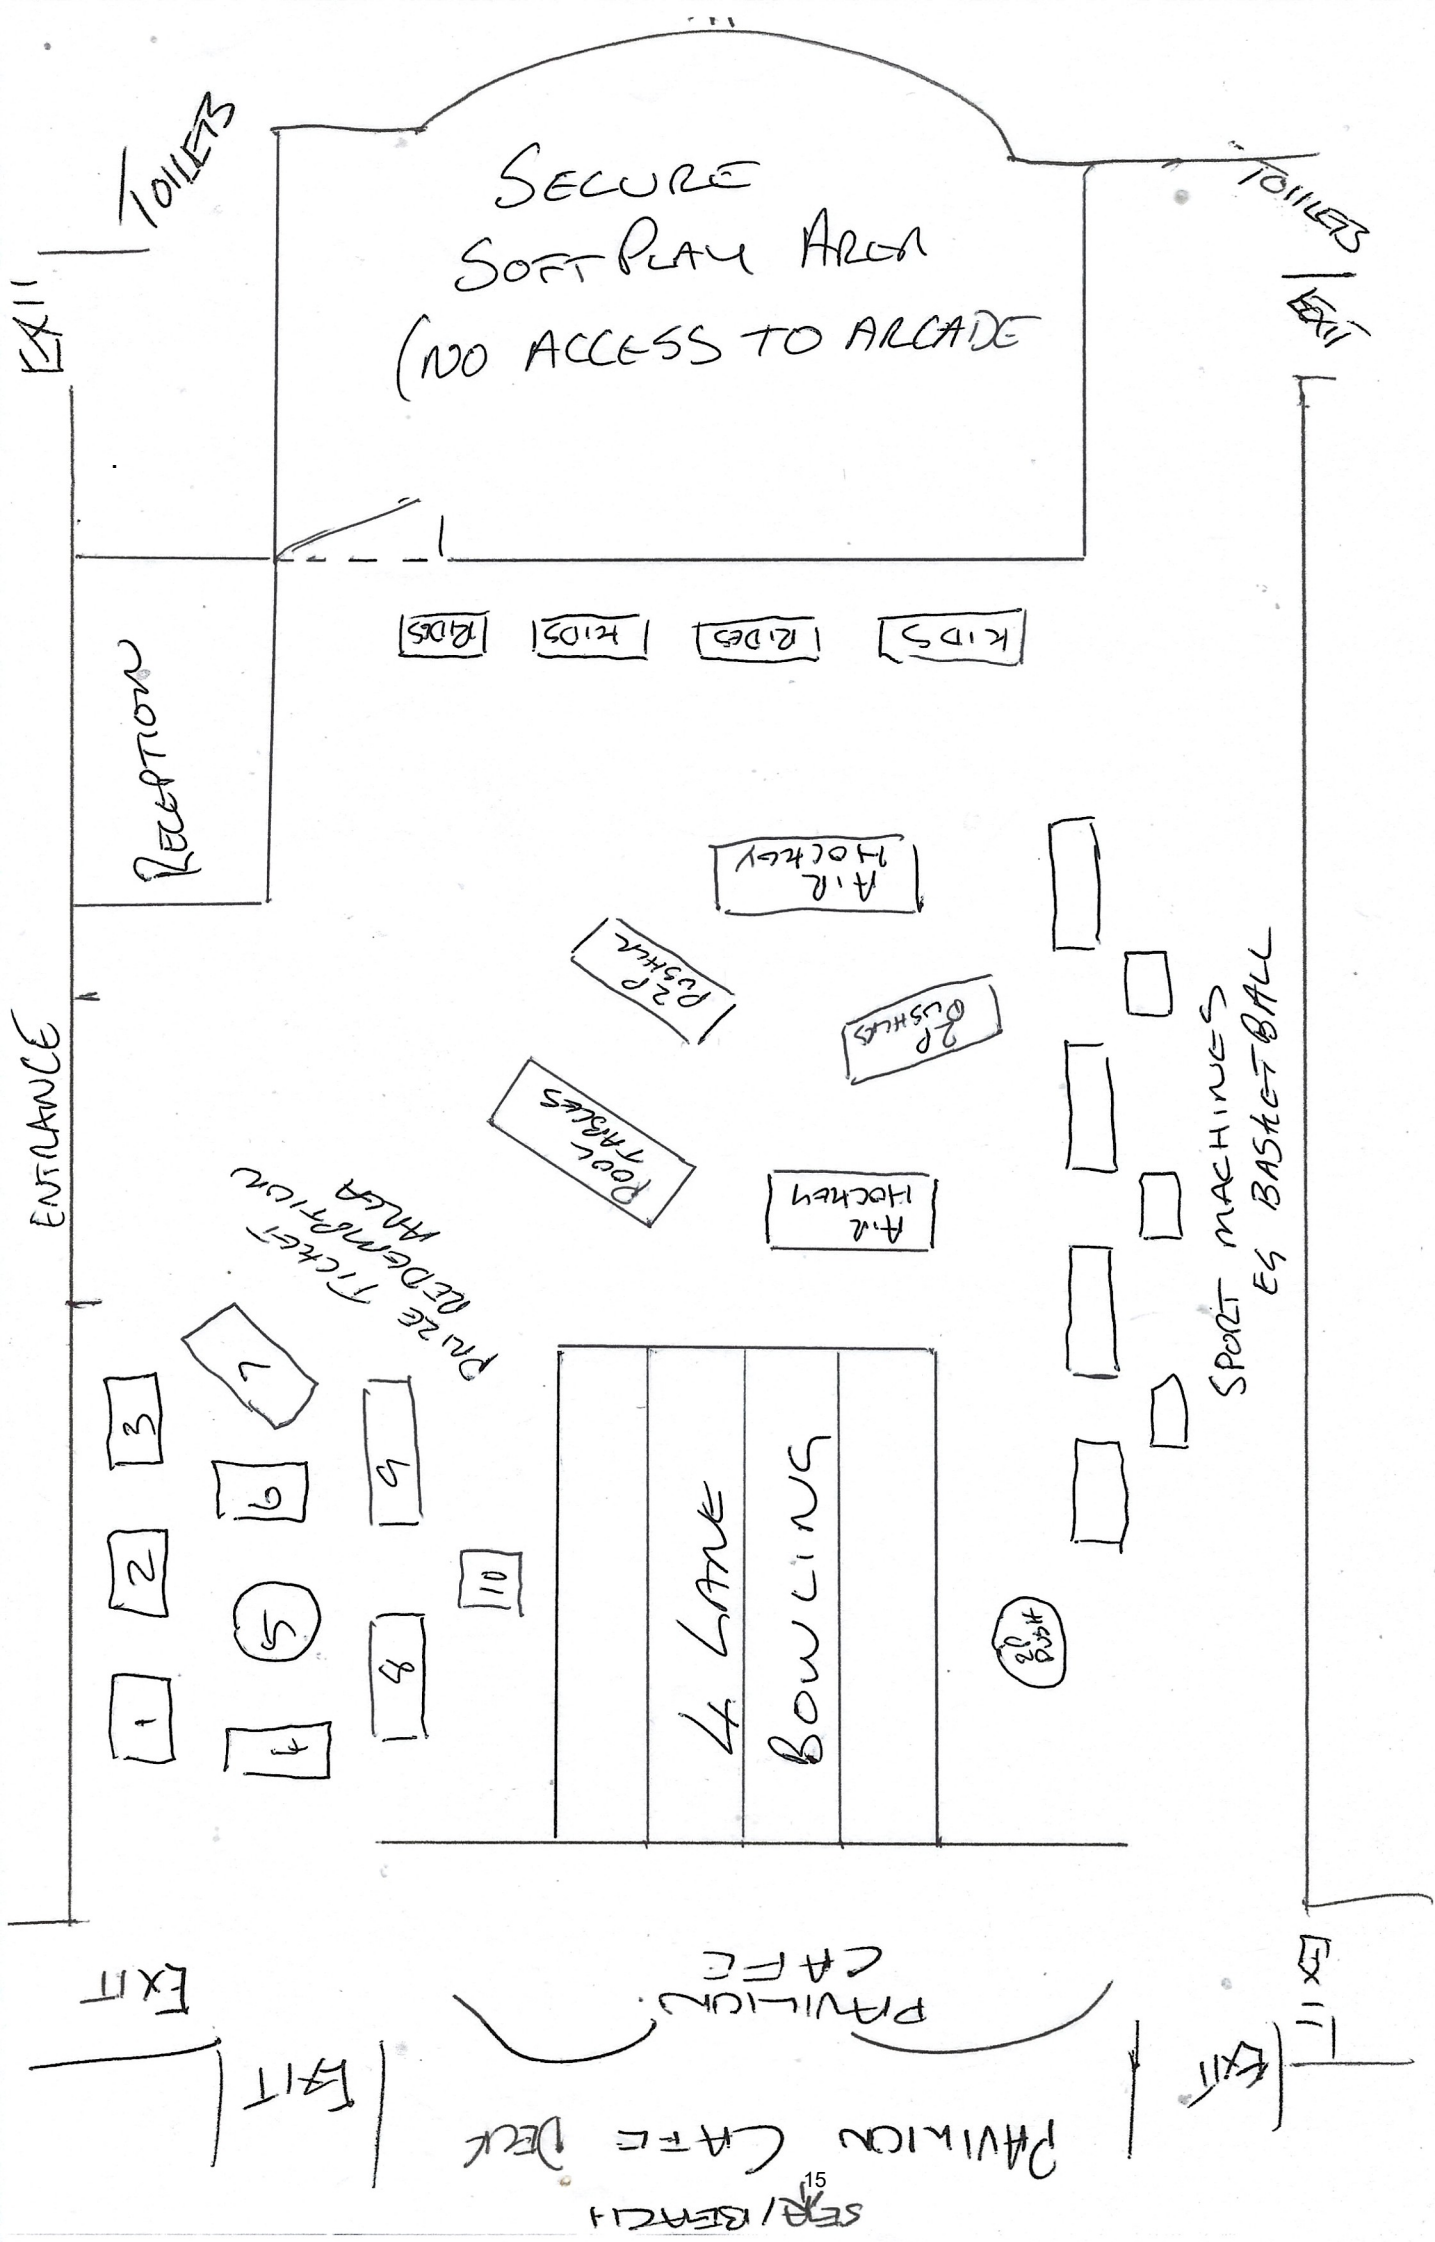 TOILETS
TOILETS
EXIT
EXIT
SECURE
SOFT PLAY AREA
(NO ACCESS TO ARCADE
RIDES
KIDS
RIDES
KIDS
RECEPTION
AIR
HOCKEY
2P
PUSHER
2P
PUSHERS
ENTRANCE
POOL
TABLES
AIR
HOCKEY
SPORT MACHINES
EG BASKETBALL
PRIZE TICKET
REDEMPTION
AREA
7
3
6
9
2
10
5
8
1
4
4 LANE
BOWLING
2P
PUSH
EXIT
PAVILION
CAFE
EXIT
EXIT
EXIT
PAVILION CAFE DECK
SEA/BEACH
15